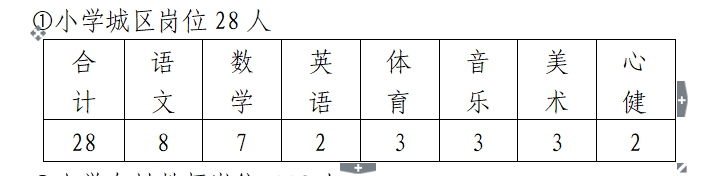 ①小学城区岗位 28 人
合计 语文 数学 英语 体育 音乐 美术 心健
28 8 7 2 3 3 3 2